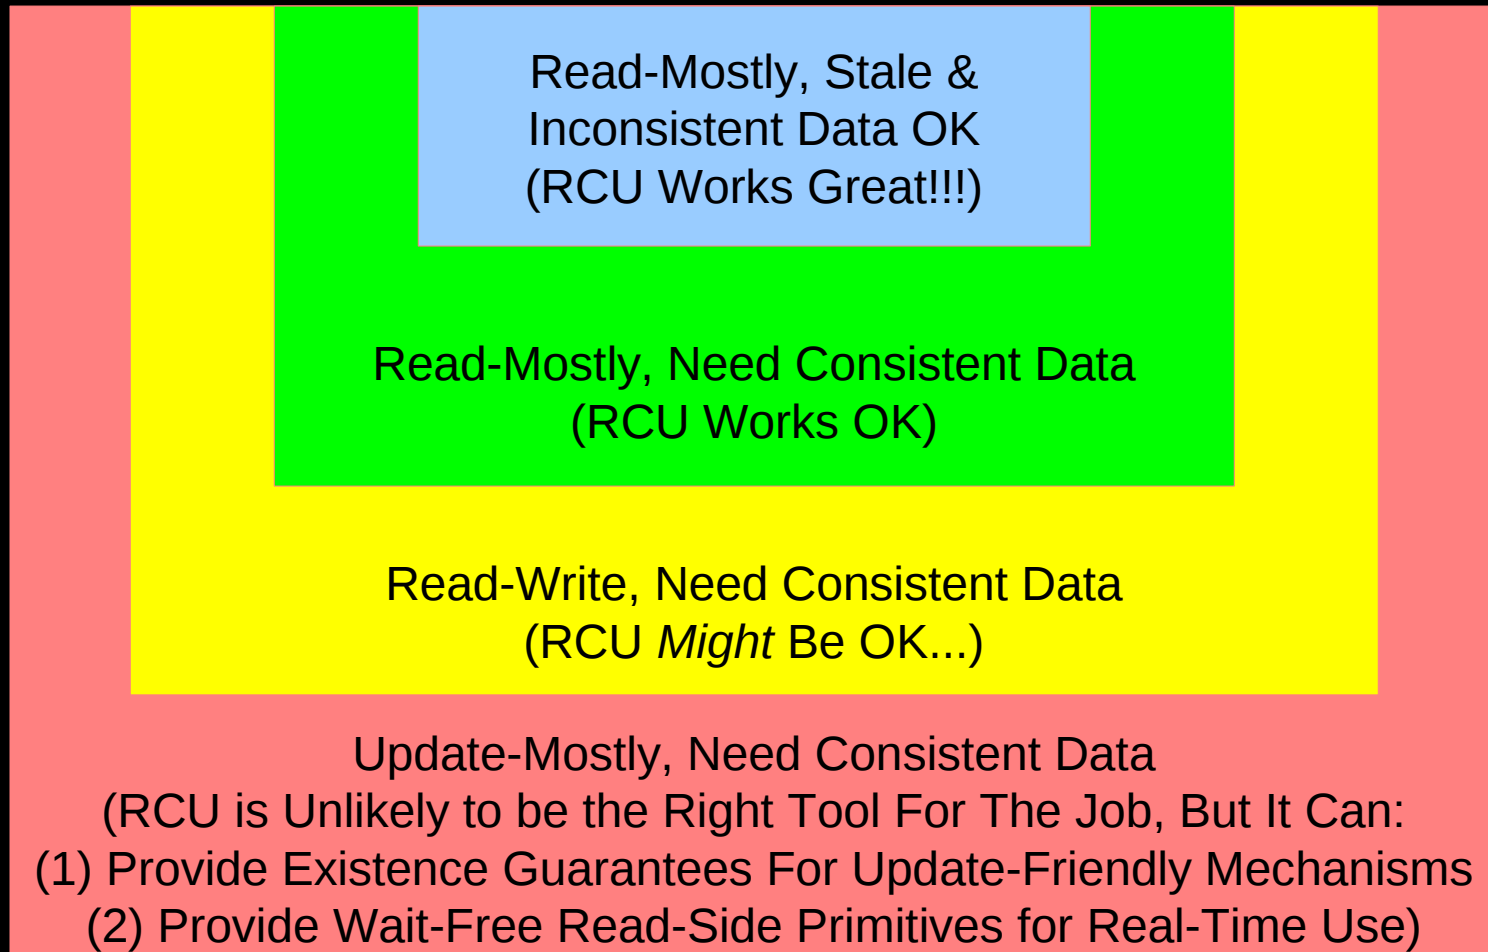 Read-Mostly, Stale &
Inconsistent Data OK
(RCU Works Great!!!)
Read-Mostly, Need Consistent Data
(RCU Works OK)
Read-Write, Need Consistent Data
(RCU Might Be OK...)
Update-Mostly, Need Consistent Data
(RCU is Unlikely to be the Right Tool For The Job, But It Can:
(1) Provide Existence Guarantees For Update-Friendly Mechanisms
(2) Provide Wait-Free Read-Side Primitives for Real-Time Use)